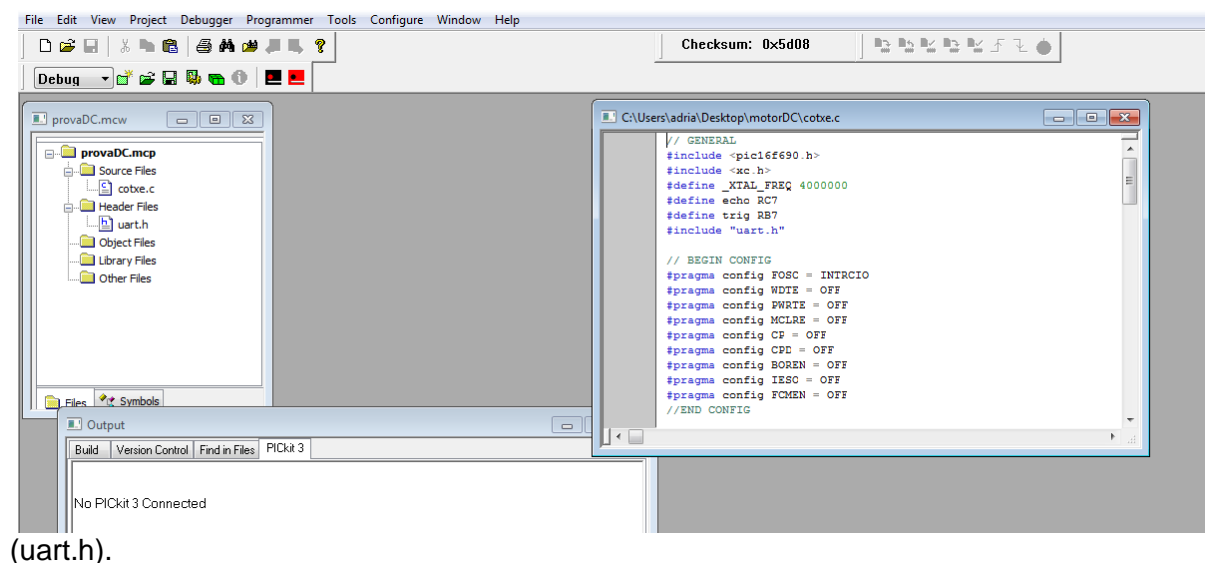 File Edit View Project Debugger Programmer Tools Configure Window Help
Checksum: 0x5d08
Debug
provaDC.mcw
provaDC.mcp
Source Files
cotxe.c
Header Files
uart.h
Object Files
Library Files
Other Files
Files Symbols
C:\Users\adria\Desktop\motorDC\cotxe.c
// GENERAL
#include <pic16f690.h>
#include <xc.h>
#define _XTAL_FREQ 4000000
#define echo RC7
#define trig RB7
#include "uart.h"
// BEGIN CONFIG
#pragma config FOSC = INTRCIO
#pragma config WDTE = OFF
#pragma config PWRTE = OFF
#pragma config MCLRE = OFF
#pragma config CP = OFF
#pragma config CPD = OFF
#pragma config BOREN = OFF
#pragma config IESO = OFF
#pragma config FCMEN = OFF
//END CONFIG
Output
Build Version Control Find in Files PICkit 3
No PICkit 3 Connected
(uart.h).